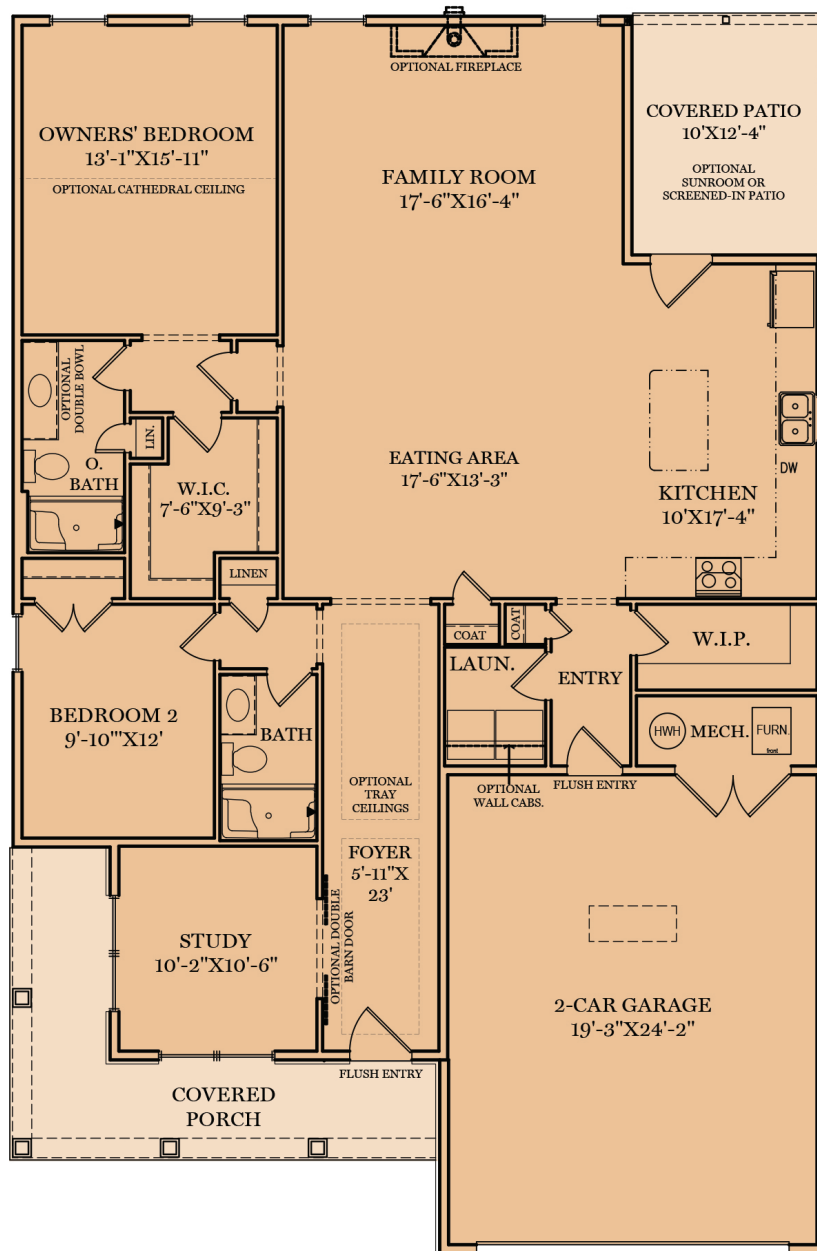 OPTIONAL FIREPLACE
OWNERS' BEDROOM
13'-1"X15'-11"
OPTIONAL CATHEDRAL CEILING
FAMILY ROOM
17'-6"X16'-4"
COVERED PATIO
10'X12'-4"
OPTIONAL
SUNROOM OR
SCREENED-IN PATIO
OPTIONAL
DOUBLE BOWL
LIN.
O.
BATH
W.I.C.
7'-6"X9'-3"
EATING AREA
17'-6"X13'-3"
DW
KITCHEN
10'X17'-4"
LINEN
COAT
COAT
W.I.P.
LAUN.
ENTRY
BEDROOM 2
9'-10'"X12'
BATH
HWH
MECH.
FURN.
front
OPTIONAL
TRAY
CEILINGS
OPTIONAL
WALL CABS.
FLUSH ENTRY
FOYER
5'-11"X
23'
OPTIONAL DOUBLE
BARN DOOR
STUDY
10'-2"X10'-6"
2-CAR GARAGE
19'-3"X24'-2"
FLUSH ENTRY
COVERED
PORCH